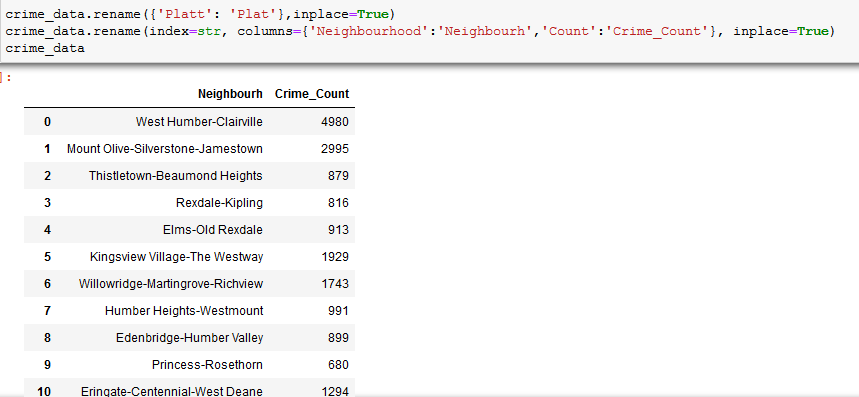 crime_data.rename({'Platt': 'Plat'},inplace=True)
crime_data.rename(index=str, columns={'Neighbourhood':'Neighbourh','Count':'Crime_Count'}, inplace=True)
crime_data
]:
Neighbourh Crime_Count
0 West Humber-Clairville 4980
1 Mount Olive-Silverstone-Jamestown 2995
2 Thistletown-Beaumond Heights 879
3 Rexdale-Kipling 816
4 Elms-Old Rexdale 913
5 Kingsview Village-The Westway 1929
6 Willowridge-Martingrove-Richview 1743
7 Humber Heights-Westmount 991
8 Edenbridge-Humber Valley 899
9 Princess-Rosethorn 680
10 Eringate-Centennial-West Deane 1294